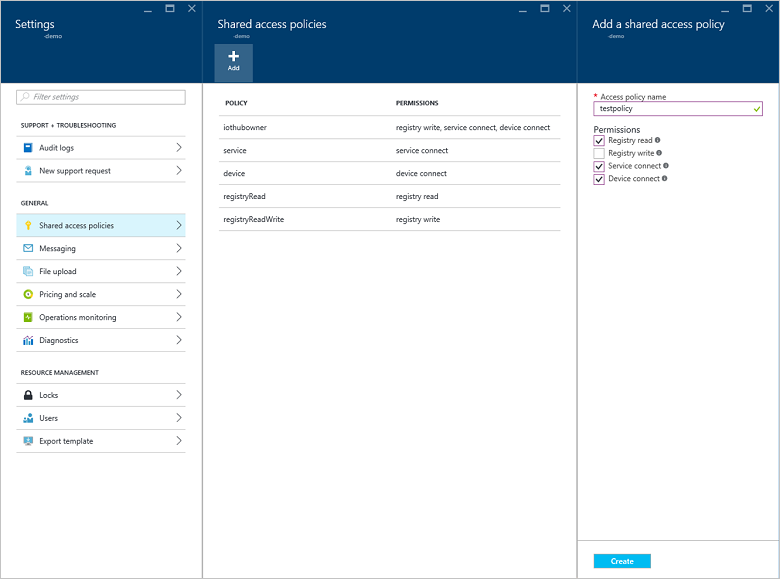 Settings
-demo
Filter settings
SUPPORT + TROUBLESHOOTING
Audit logs
New support request
GENERAL
Shared access policies
Messaging
File upload
Pricing and scale
Operations monitoring
Diagnostics
RESOURCE MANAGEMENT
Locks
Users
Export template
Shared access policies
-demo
Add
POLICY PERMISSIONS
iothubowner registry write, service connect, device connect
service service connect
device device connect
registryRead registry read
registryReadWrite registry write
Add a shared access policy
-demo
* Access policy name
testpolicy
Permissions
Registry read
Registry write
Service connect
Device connect
Create